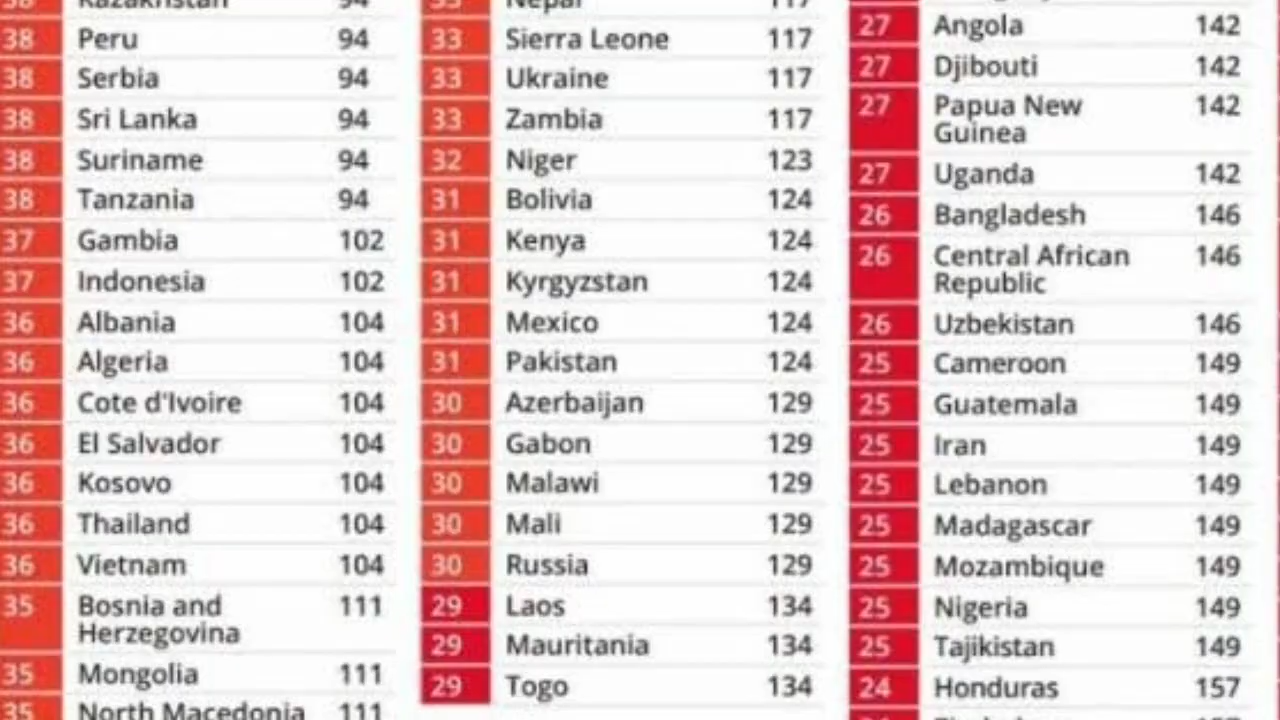 38 Kazakhstan 94
38 Peru 94
38 Serbia 94
38 Sri Lanka 94
38 Suriname 94
38 Tanzania 94
37 Gambia 102
37 Indonesia 102
36 Albania 104
36 Algeria 104
36 Cote d'Ivoire 104
36 El Salvador 104
36 Kosovo 104
36 Thailand 104
36 Vietnam 104
35 Bosnia and 111
Herzegovina
35 Mongolia 111
35 North Macedonia 111
33 Nepal 117
33 Sierra Leone 117
33 Ukraine 117
33 Zambia 117
32 Niger 123
31 Bolivia 124
31 Kenya 124
31 Kyrgyzstan 124
31 Mexico 124
31 Pakistan 124
30 Azerbaijan 129
30 Gabon 129
30 Malawi 129
30 Mali 129
30 Russia 129
29 Laos 134
29 Mauritania 134
29 Togo 134
27 Angola 142
27 Djibouti 142
27 Papua New 142
Guinea
27 Uganda 142
26 Bangladesh 146
26 Central African 146
Republic
26 Uzbekistan 146
25 Cameroon 149
25 Guatemala 149
25 Iran 149
25 Lebanon 149
25 Madagascar 149
25 Mozambique 149
25 Nigeria 149
25 Tajikistan 149
24 Honduras 157